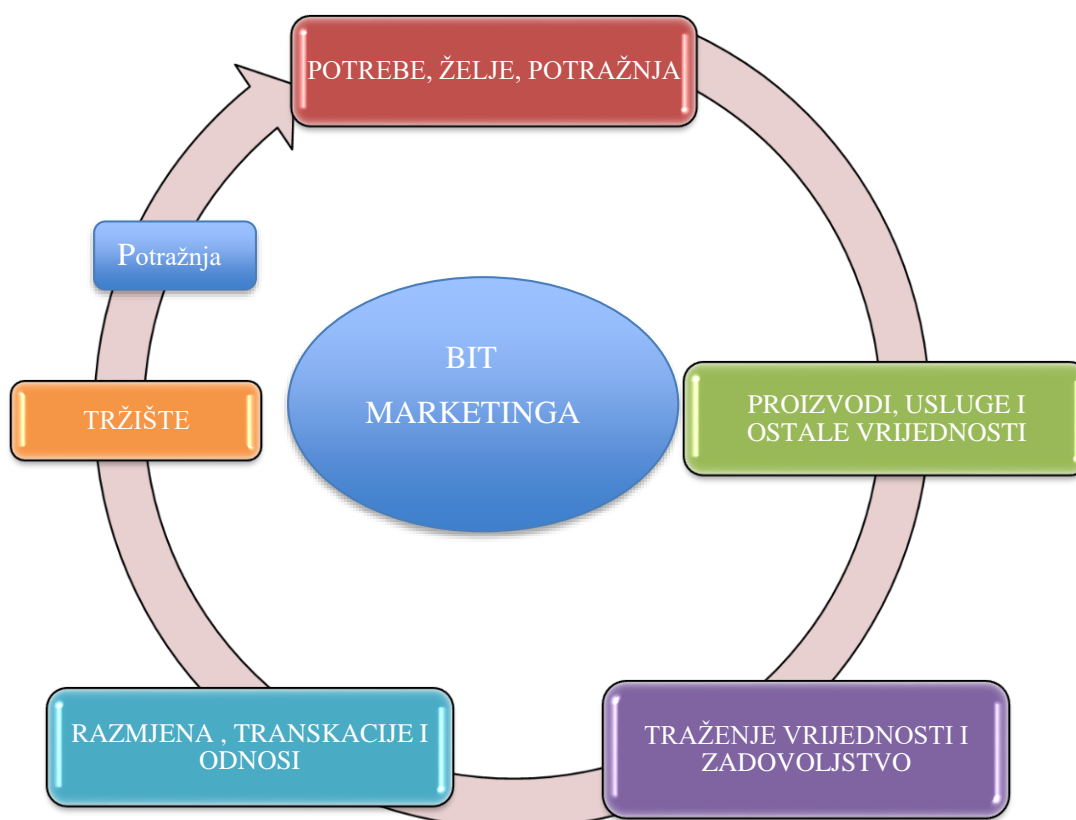 POTREBE, ŽELJE, POTRAŽNJA
Potražnja
BIT
MARKETINGA
TRŽIŠTE
PROIZVODI, USLUGE I
OSTALE VRIJEDNOSTI
RAZMJENA , TRANSKACIJE I
ODNOSI
TRAŽENJE VRIJEDNOSTI I
ZADOVOLJSTVO